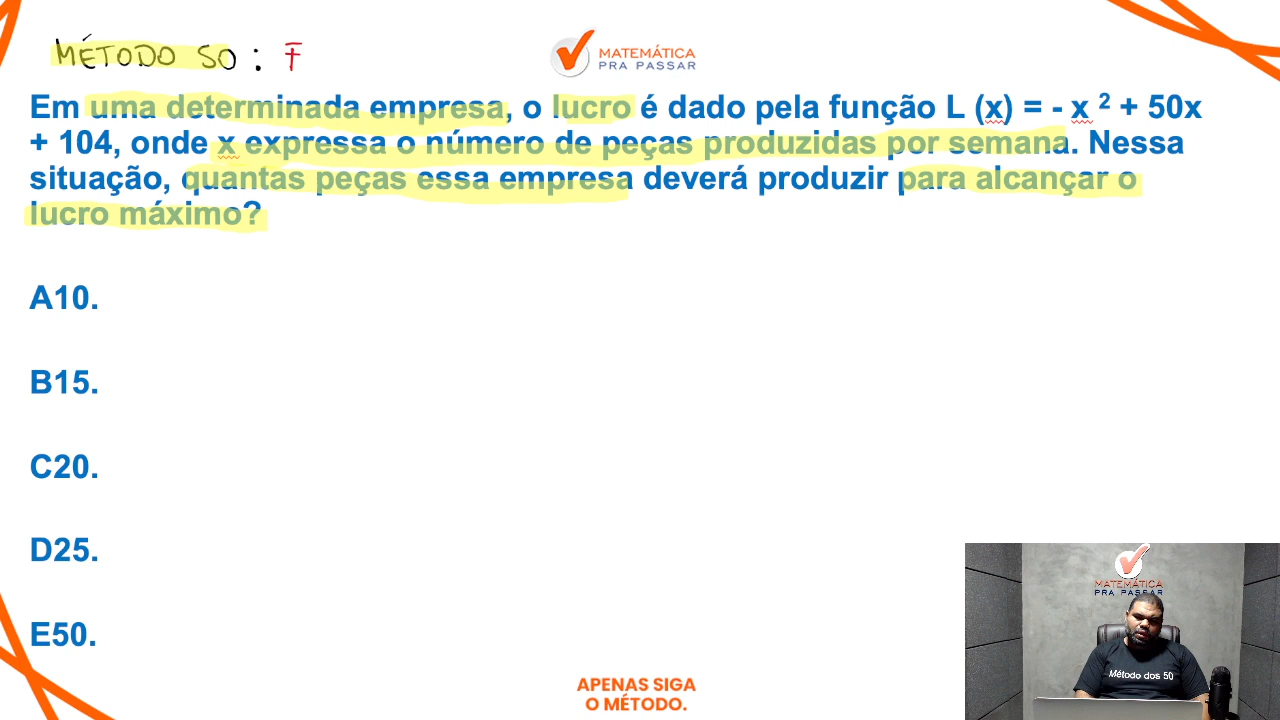 MÉTODO 50: F
MATEMÁTICA
PRA PASSAR
Em uma determinada empresa, o lucro é dado pela função L (x) = - x ² + 50x
+ 104, onde x expressa o número de peças produzidas por semana. Nessa
situação, quantas peças essa empresa deverá produzir para alcançar o
lucro máximo?
A10.
B15.
C20.
D25.
E50.
MATEMÁTICA
PRA PASSAR
Método dos 50
APENAS SIGA
O MÉTODO.